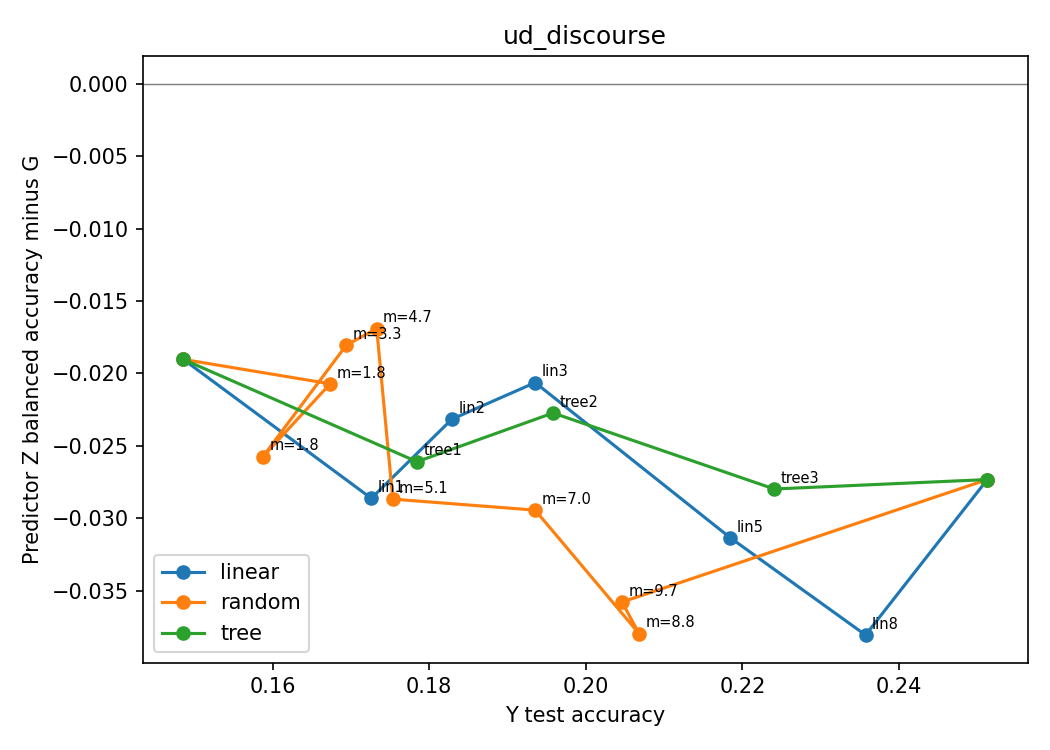 ud_discourse
Predictor Z balanced accuracy minus G
0.000
−0.005
−0.010
−0.015
−0.020
−0.025
−0.030
−0.035
m=4.7
m=3.3
m=1.8
lin3
lin2
tree2
m=1.8
tree1
lin1
m=5.1
tree3
m=7.0
lin5
m=9.7
m=8.8
lin8
linear
random
tree
0.16
0.18
0.20
0.22
0.24
Y test accuracy